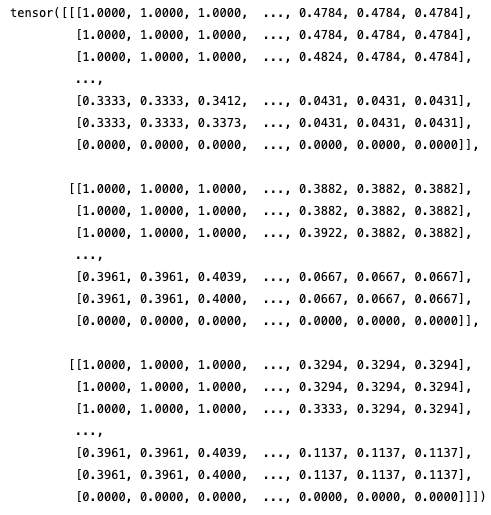 tensor([[[1.0000, 1.0000, 1.0000,  ..., 0.4784, 0.4784, 0.4784],
         [1.0000, 1.0000, 1.0000,  ..., 0.4784, 0.4784, 0.4784],
         [1.0000, 1.0000, 1.0000,  ..., 0.4824, 0.4784, 0.4784],
         ...,
         [0.3333, 0.3333, 0.3412,  ..., 0.0431, 0.0431, 0.0431],
         [0.3333, 0.3333, 0.3373,  ..., 0.0431, 0.0431, 0.0431],
         [0.0000, 0.0000, 0.0000,  ..., 0.0000, 0.0000, 0.0000]],

        [[1.0000, 1.0000, 1.0000,  ..., 0.3882, 0.3882, 0.3882],
         [1.0000, 1.0000, 1.0000,  ..., 0.3882, 0.3882, 0.3882],
         [1.0000, 1.0000, 1.0000,  ..., 0.3922, 0.3882, 0.3882],
         ...,
         [0.3961, 0.3961, 0.4039,  ..., 0.0667, 0.0667, 0.0667],
         [0.3961, 0.3961, 0.4000,  ..., 0.0667, 0.0667, 0.0667],
         [0.0000, 0.0000, 0.0000,  ..., 0.0000, 0.0000, 0.0000]],

        [[1.0000, 1.0000, 1.0000,  ..., 0.3294, 0.3294, 0.3294],
         [1.0000, 1.0000, 1.0000,  ..., 0.3294, 0.3294, 0.3294],
         [1.0000, 1.0000, 1.0000,  ..., 0.3333, 0.3294, 0.3294],
         ...,
         [0.3961, 0.3961, 0.4039,  ..., 0.1137, 0.1137, 0.1137],
         [0.3961, 0.3961, 0.4000,  ..., 0.1137, 0.1137, 0.1137],
         [0.0000, 0.0000, 0.0000,  ..., 0.0000, 0.0000, 0.0000]]])